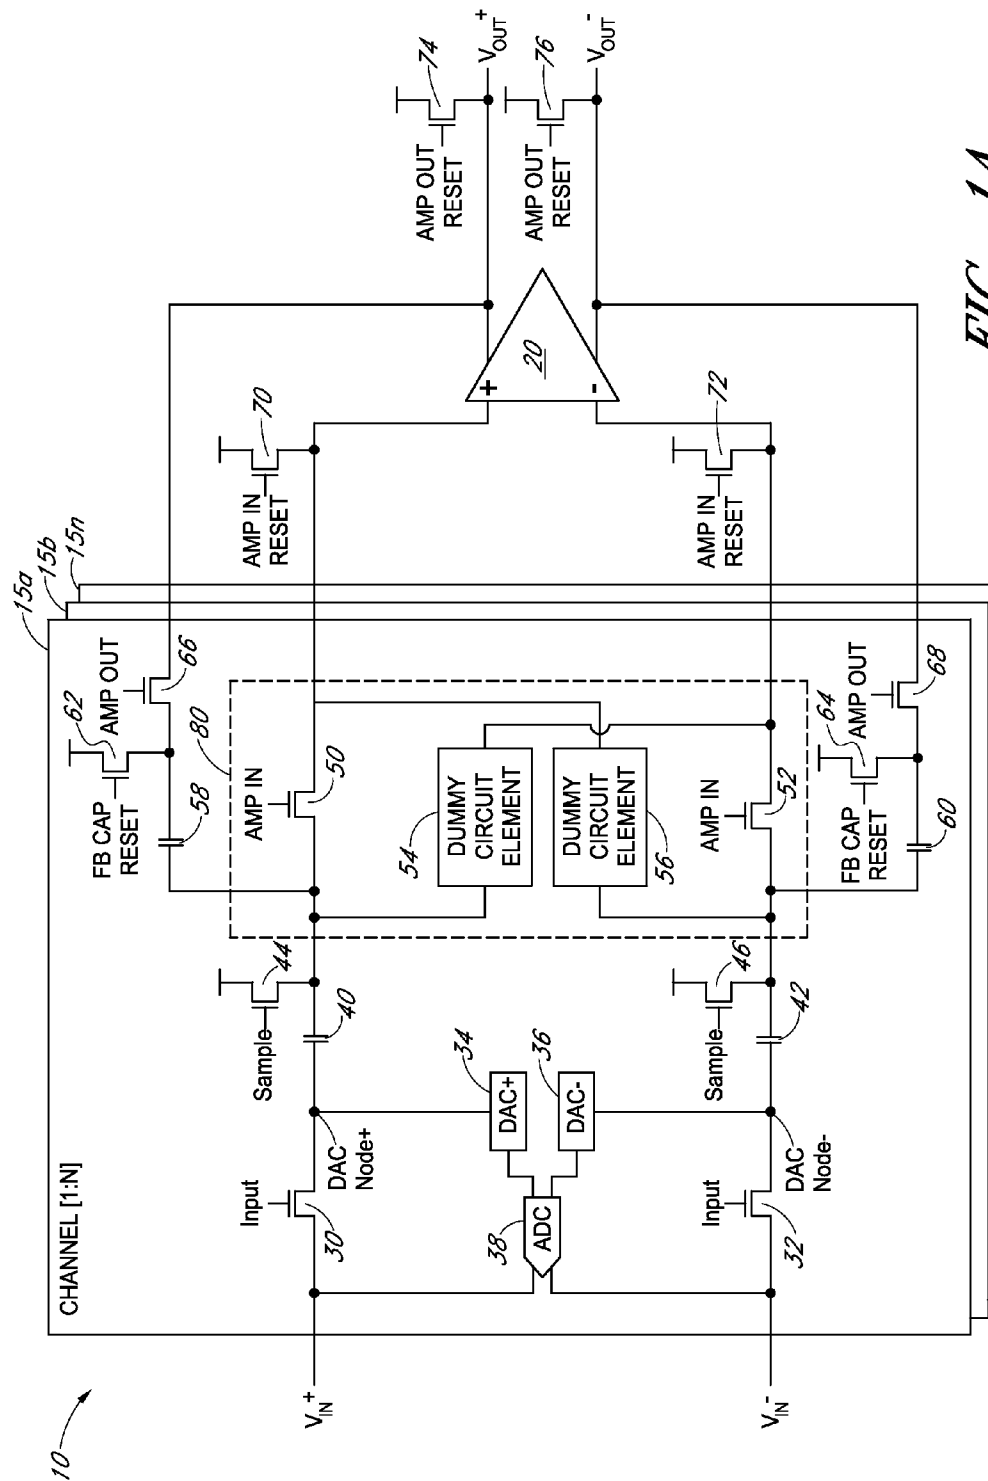 10
CHANNEL [1:N]
15a
15b
15n
V_IN+
V_IN-
Input
30
Input
32
DAC
Node+
DAC
Node-
ADC
38
DAC+
34
DAC-
36
Sample
44
40
Sample
46
42
FB CAP
RESET
62
58
AMP OUT
66
80
AMP IN
50
DUMMY
CIRCUIT
ELEMENT
54
DUMMY
CIRCUIT
ELEMENT
56
AMP IN
52
FB CAP
RESET
64
60
AMP OUT
68
AMP IN
RESET
70
AMP IN
RESET
72
+
-
20
AMP OUT
RESET
74
AMP OUT
RESET
76
V_OUT+
V_OUT-
FIG. 1A